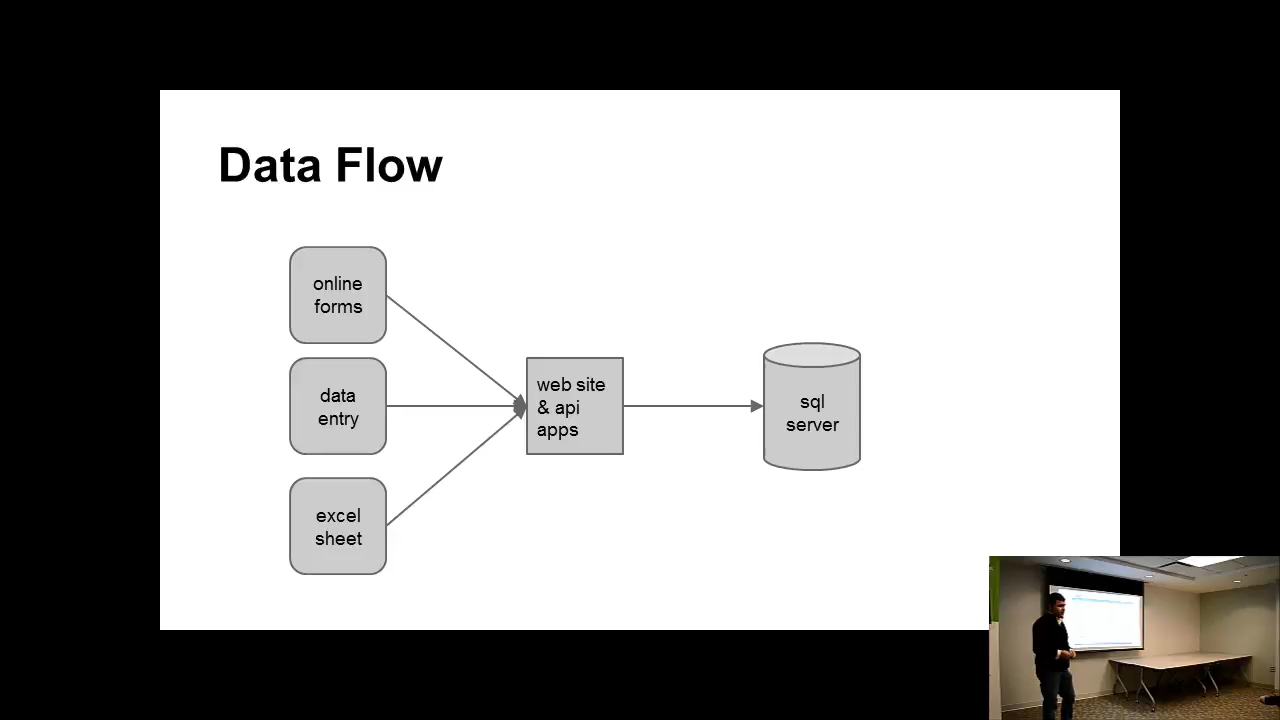 Data Flow
online
forms
data
entry
excel
sheet
web site
& api
apps
sql
server